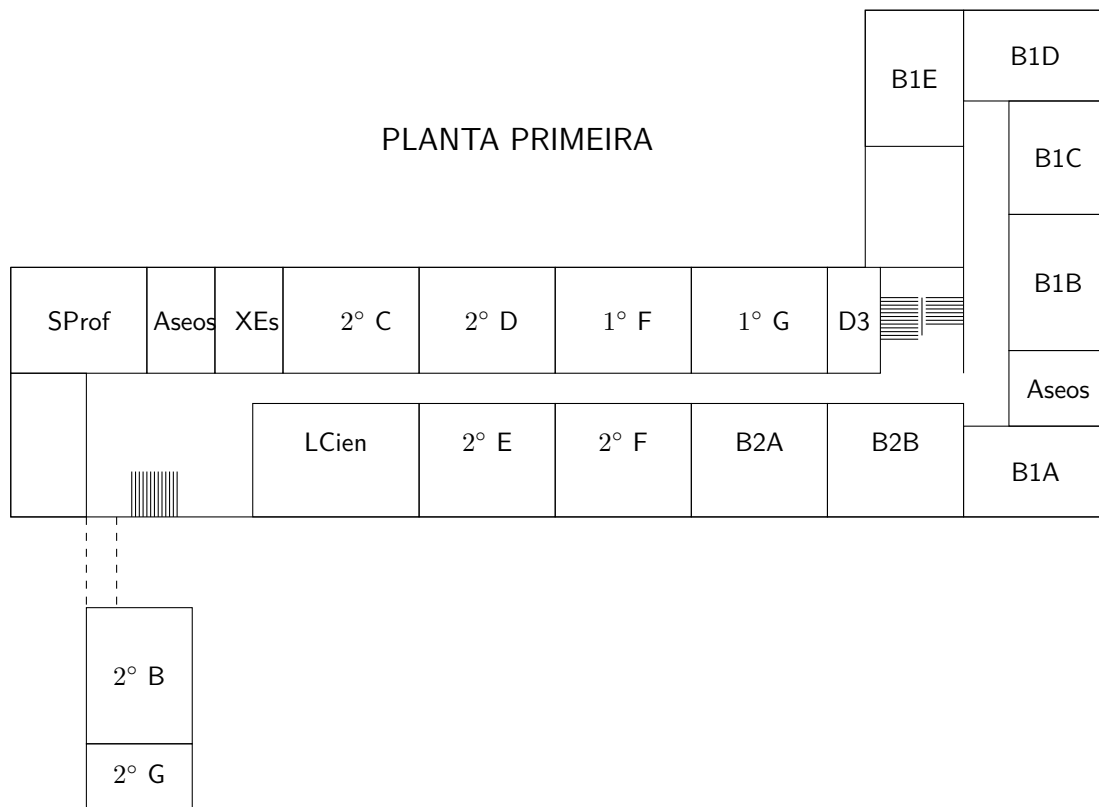 B1D
B1E
PLANTA PRIMEIRA
B1C
B1B
SProf
Aseos
XEs
2° C
2° D
1° F
1° G
D3
Aseos
LCien
2° E
2° F
B2A
B2B
B1A
2° B
2° G